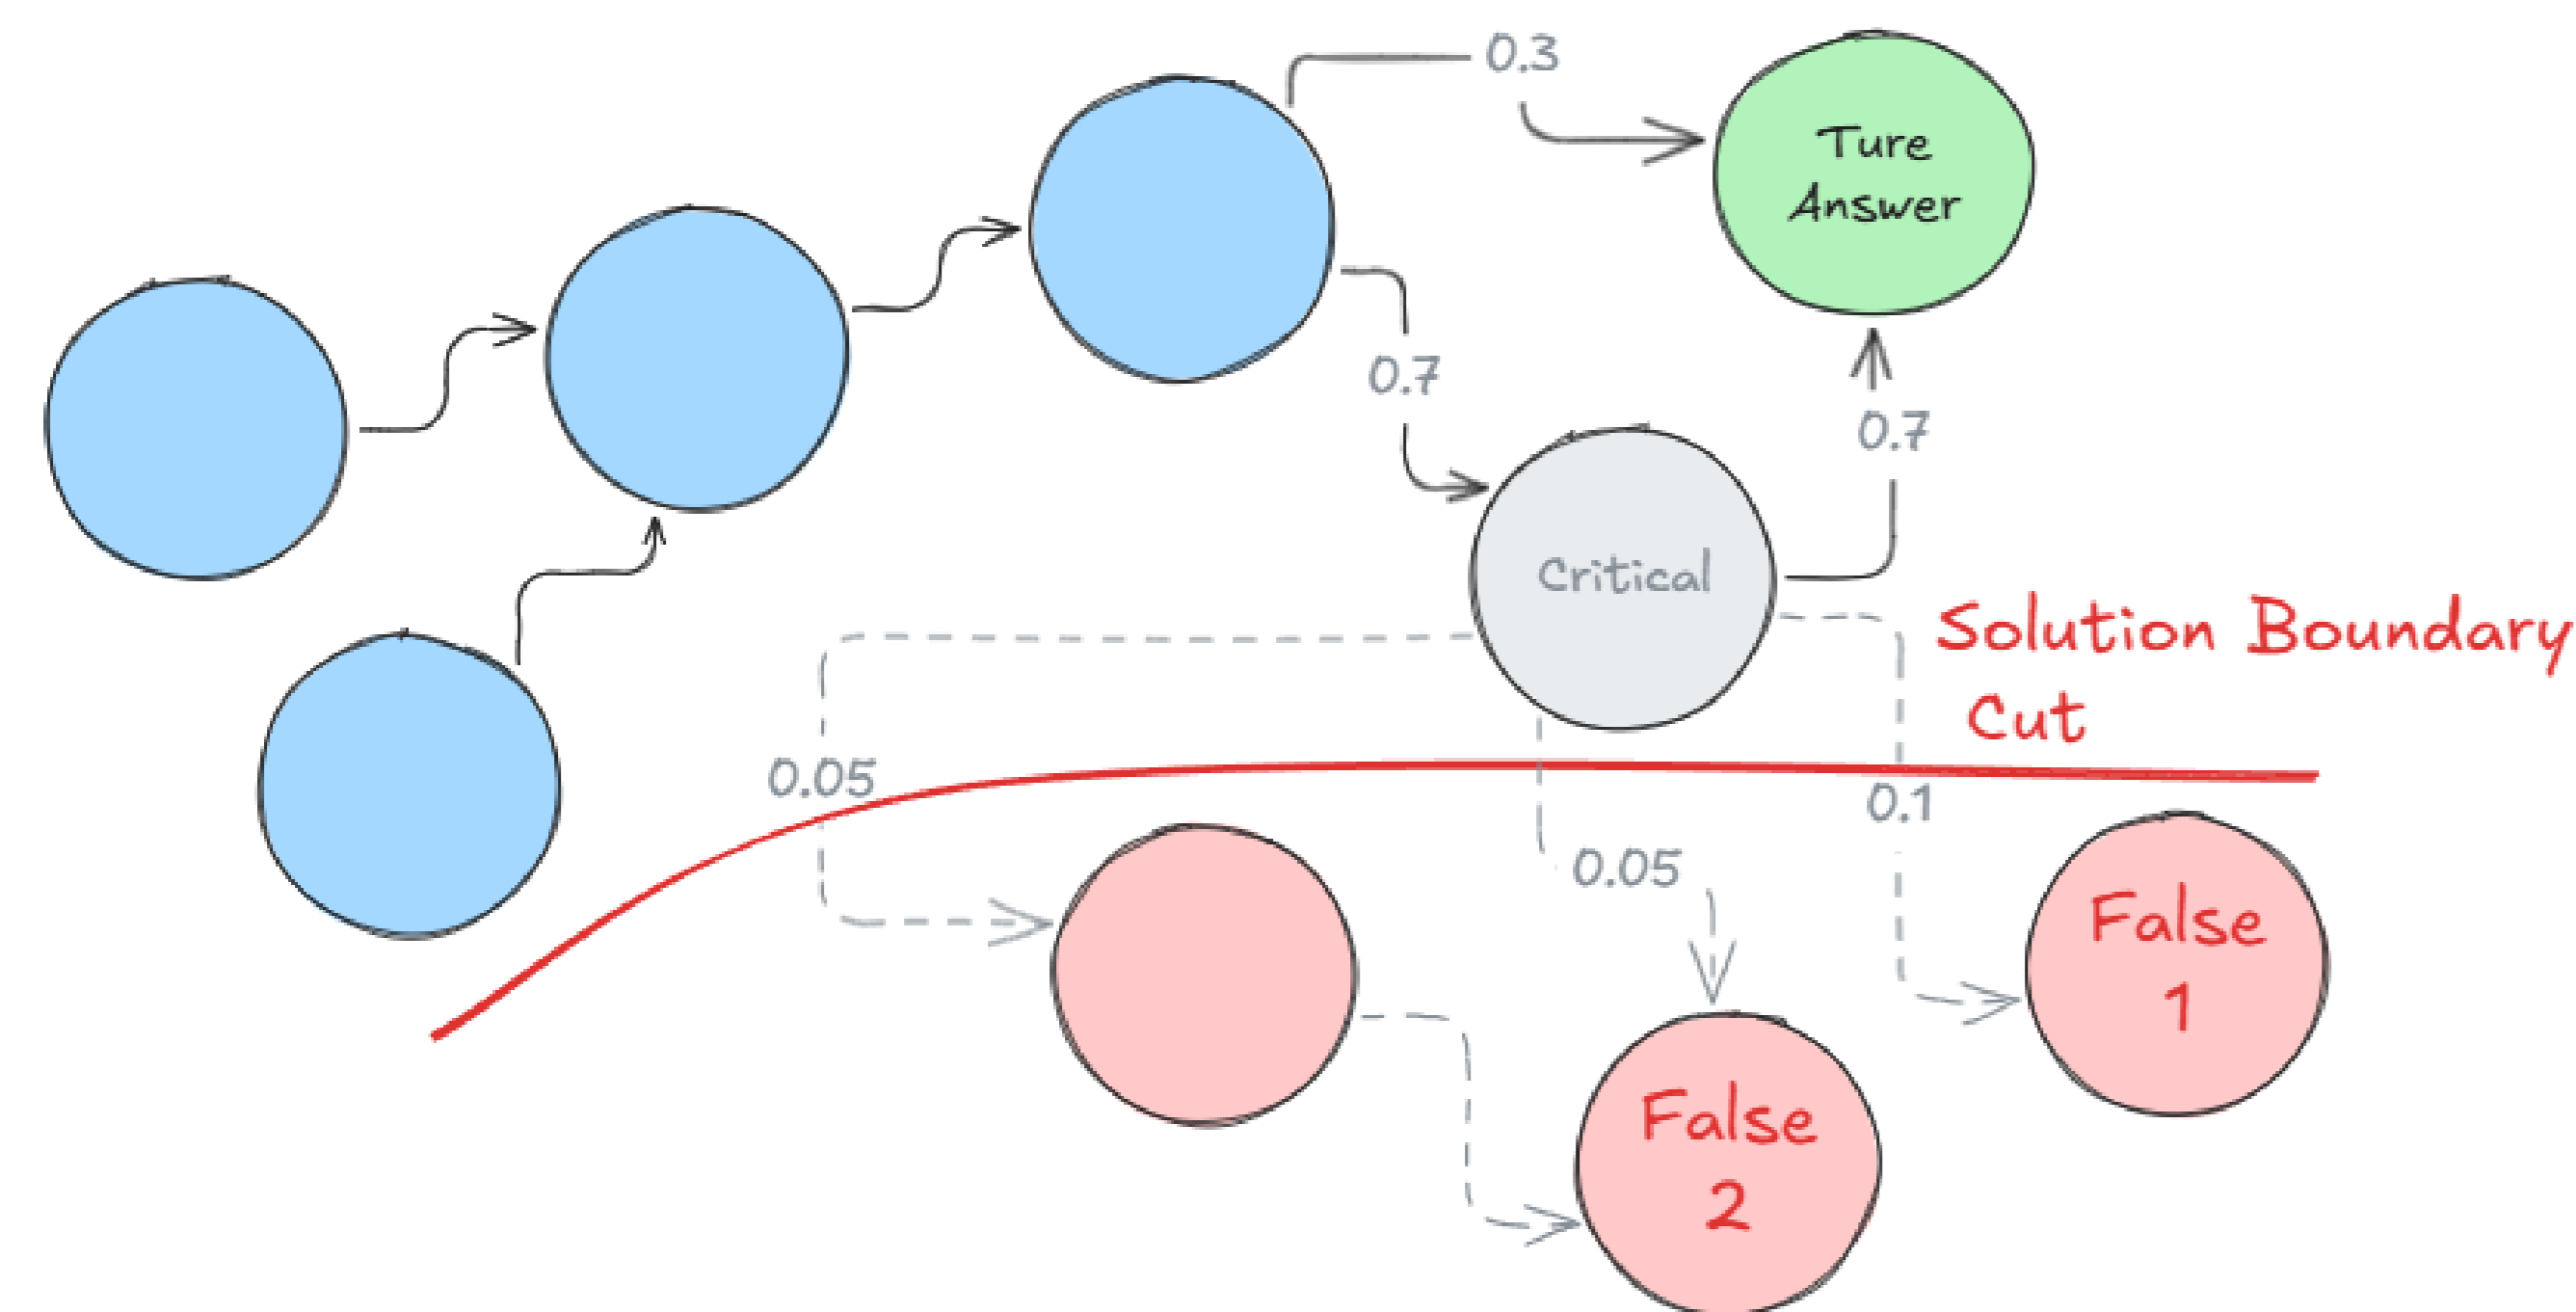 0.3
Ture
Answer
0.7
0.7
Critical
Solution Boundary
Cut
0.05
0.1
0.05
False
1
False
2